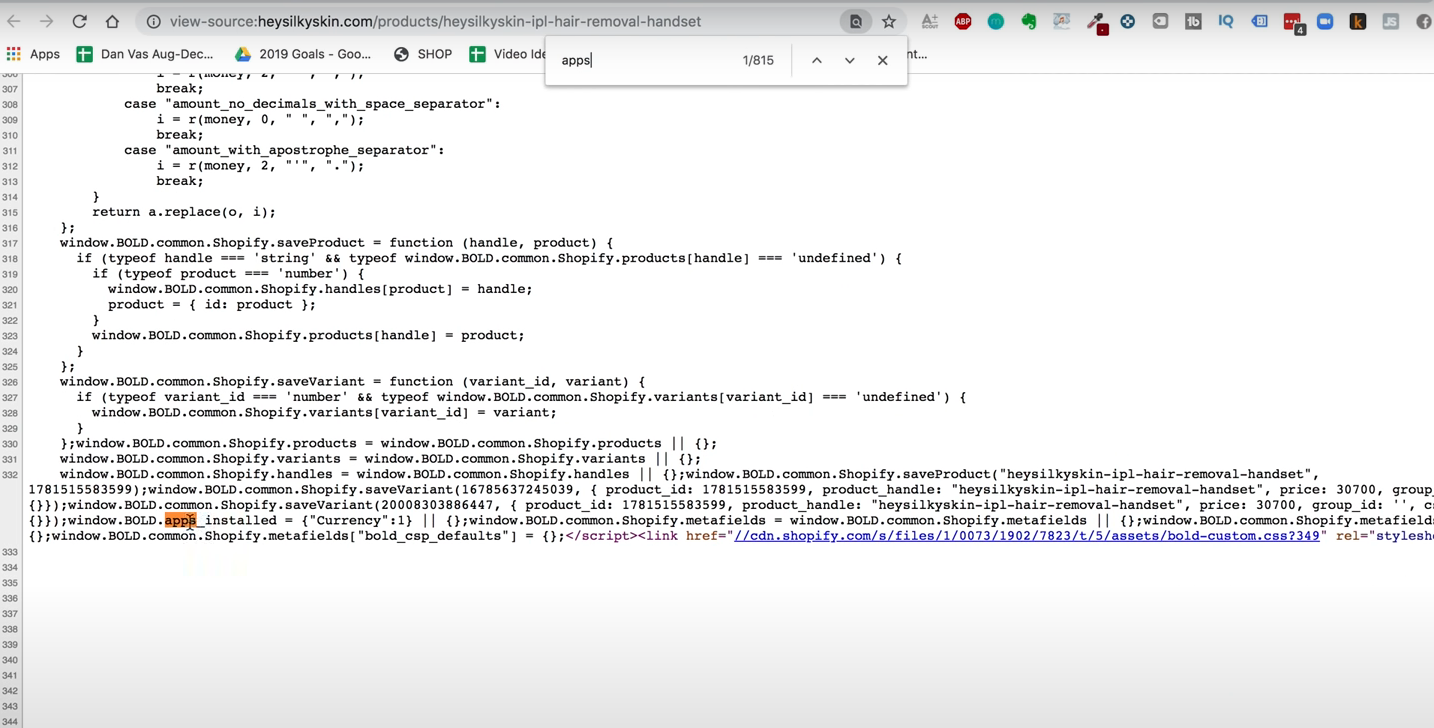 view-source:heysilkyskin.com/products/heysilkyskin-ipl-hair-removal-handset
Apps Dan Vas Aug-Dec... 2019 Goals - Goo... SHOP Video Ide
apps 1/815
307 break;
308 case "amount_no_decimals_with_space_separator":
309 i = r(money, 0, " ", ",");
310 break;
311 case "amount_with_apostrophe_separator":
312 i = r(money, 2, "'", ".");
313 break;
314 }
315 return a.replace(o, i);
316 };
317 window.BOLD.common.Shopify.saveProduct = function (handle, product) {
318 if (typeof handle === 'string' && typeof window.BOLD.common.Shopify.products[handle] === 'undefined') {
319 if (typeof product === 'number') {
320 window.BOLD.common.Shopify.handles[product] = handle;
321 product = { id: product };
322 }
323 window.BOLD.common.Shopify.products[handle] = product;
324 }
325 };
326 window.BOLD.common.Shopify.saveVariant = function (variant_id, variant) {
327 if (typeof variant_id === 'number' && typeof window.BOLD.common.Shopify.variants[variant_id] === 'undefined') {
328 window.BOLD.common.Shopify.variants[variant_id] = variant;
329 }
330 };window.BOLD.common.Shopify.products = window.BOLD.common.Shopify.products || {};
331 window.BOLD.common.Shopify.variants = window.BOLD.common.Shopify.variants || {};
332 window.BOLD.common.Shopify.handles = window.BOLD.common.Shopify.handles || {};window.BOLD.common.Shopify.saveProduct("heysilkyskin-ipl-hair-removal-handset",
1781515583599);window.BOLD.common.Shopify.saveVariant(16785637245039, { product_id: 1781515583599, product_handle: "heysilkyskin-ipl-hair-removal-handset", price: 30700, group_
{}});window.BOLD.common.Shopify.saveVariant(20008303886447, { product_id: 1781515583599, product_handle: "heysilkyskin-ipl-hair-removal-handset", price: 30700, group_id: '', c
{}});window.BOLD.apps_installed = {"Currency":1} || {};window.BOLD.common.Shopify.metafields = window.BOLD.common.Shopify.metafields || {};window.BOLD.common.Shopify.metafields
{};window.BOLD.common.Shopify.metafields["bold_csp_defaults"] = {};</script><link href="//cdn.shopify.com/s/files/1/0073/1902/7823/t/5/assets/bold-custom.css?349" rel="stylesh
333
334
335
336
337
338
339
340
341
342
343
344